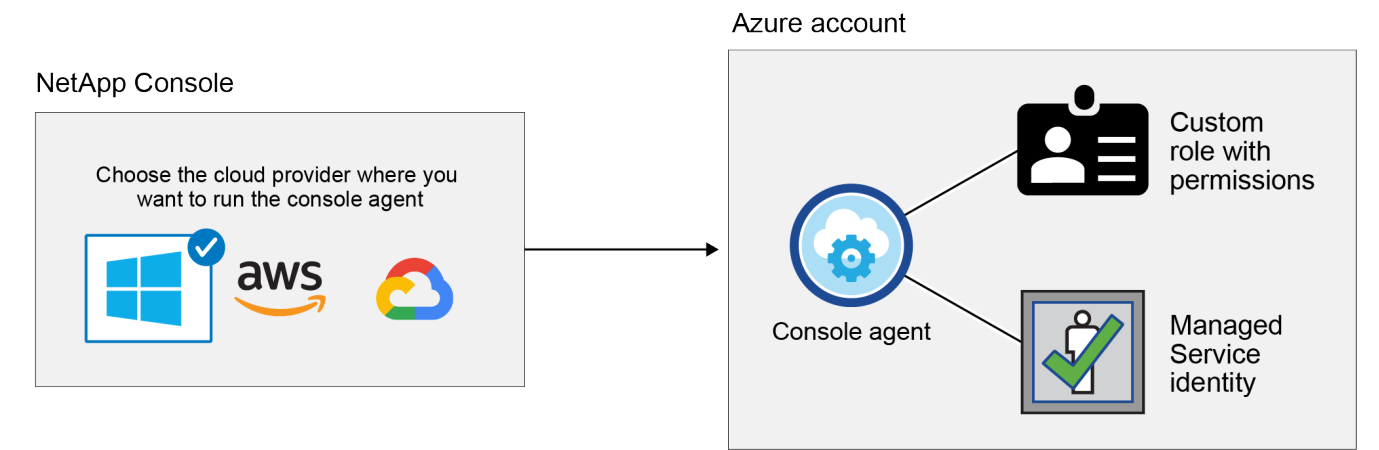 Azure account
NetApp Console
Choose the cloud provider where you
want to run the console agent
aws
Console agent
Custom
role with
permissions
Managed
Service
identity